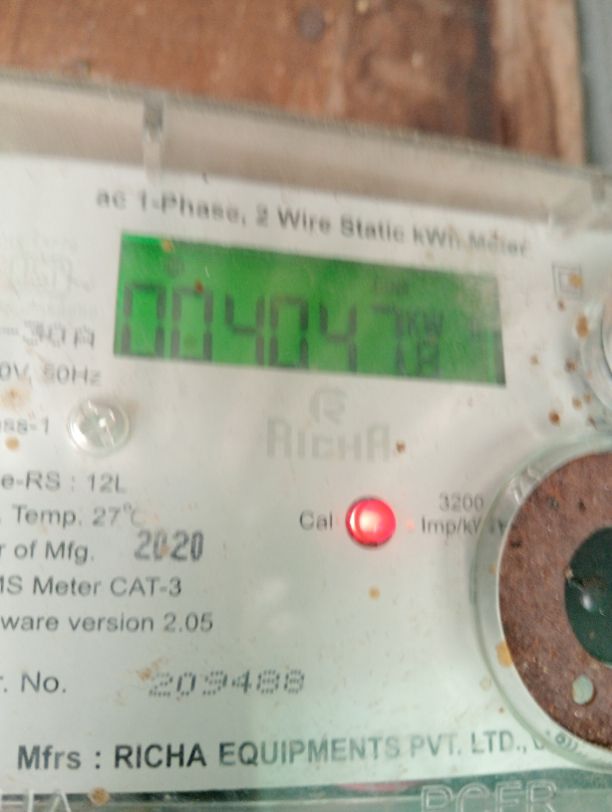 ac 1-Phase, 2 Wire Static kWh Meter
004047
KW
-30A
0V, 50Hz
RICHA
ss-1
e-RS : 12L
Temp. 27°C
Cal
3200
Imp/kW
r of Mfg. 2020
MS Meter CAT-3
ware version 2.05
r. No. 209488
Mfrs : RICHA EQUIPMENTS PVT. LTD.,